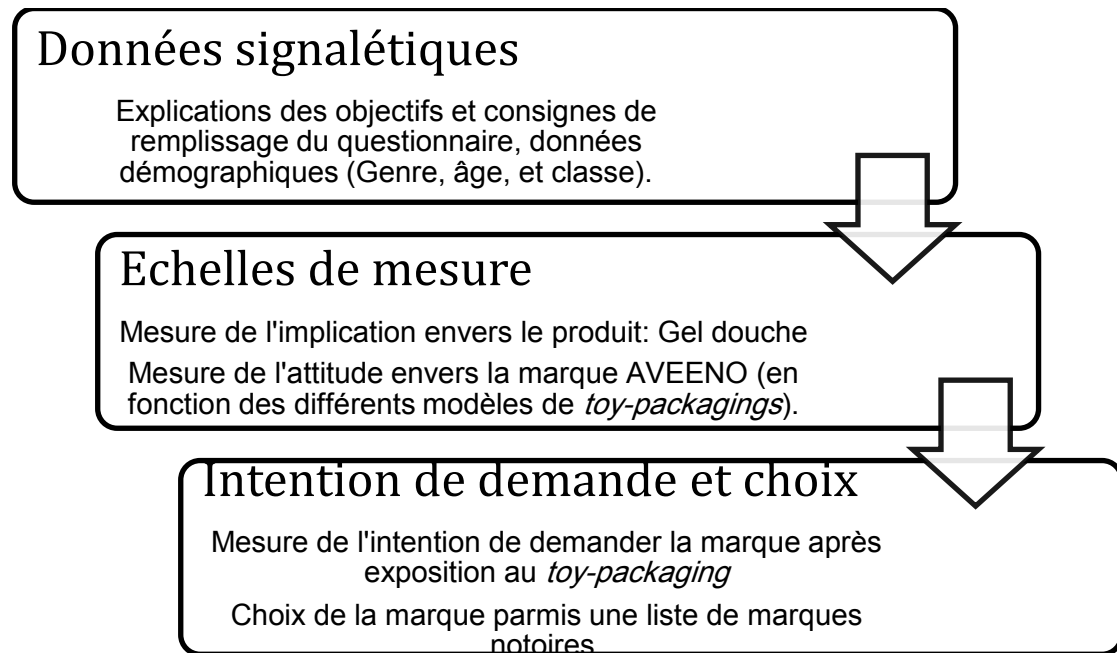 Données signalétiques
Explications des objectifs et consignes de
remplissage du questionnaire, données
démographiques (Genre, âge, et classe).
Echelles de mesure
Mesure de l'implication envers le produit: Gel douche
Mesure de l'attitude envers la marque AVEENO (en
fonction des différents modèles de toy-packagings).
Intention de demande et choix
Mesure de l'intention de demander la marque après
exposition au toy-packaging
Choix de la marque parmis une liste de marques
notoires